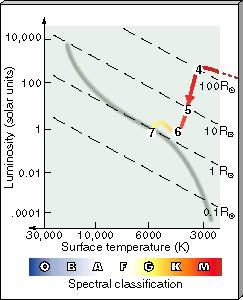 10,000
100
1
0.01
.0001
Luminosity (solar units)
4
5
7
6
100R☉
10R☉
1 R☉
0.1R☉
30,000 10,000 6000 3000
Surface temperature (K)
O B A F G K M
Spectral classification